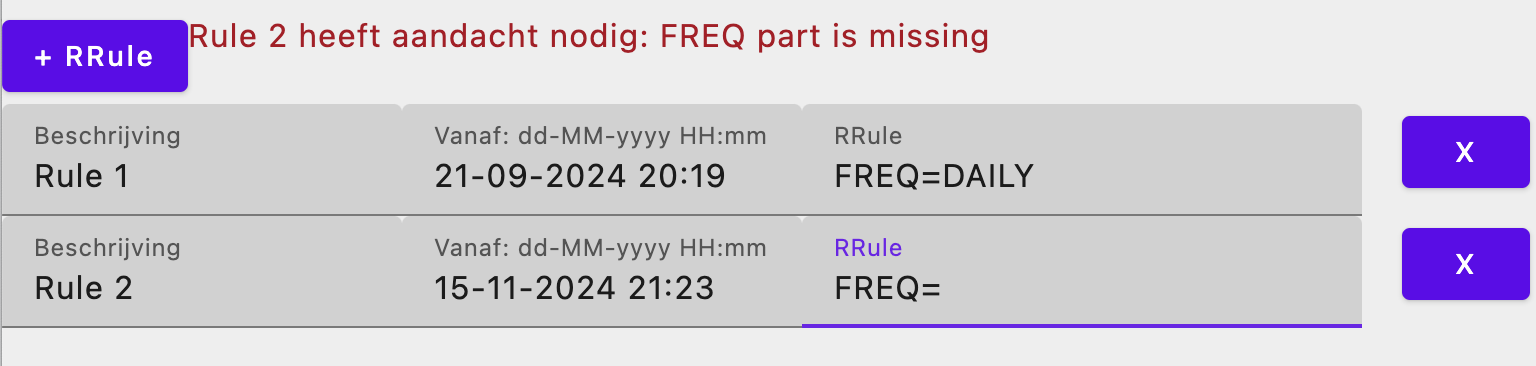 Rule 2 heeft aandacht nodig: FREQ part is missing
+ RRule
Beschrijving Vanaf: dd-MM-yyyy HH:mm RRule
Rule 1 21-09-2024 20:19 FREQ=DAILY X
Beschrijving Vanaf: dd-MM-yyyy HH:mm RRule
Rule 2 15-11-2024 21:23 FREQ= X